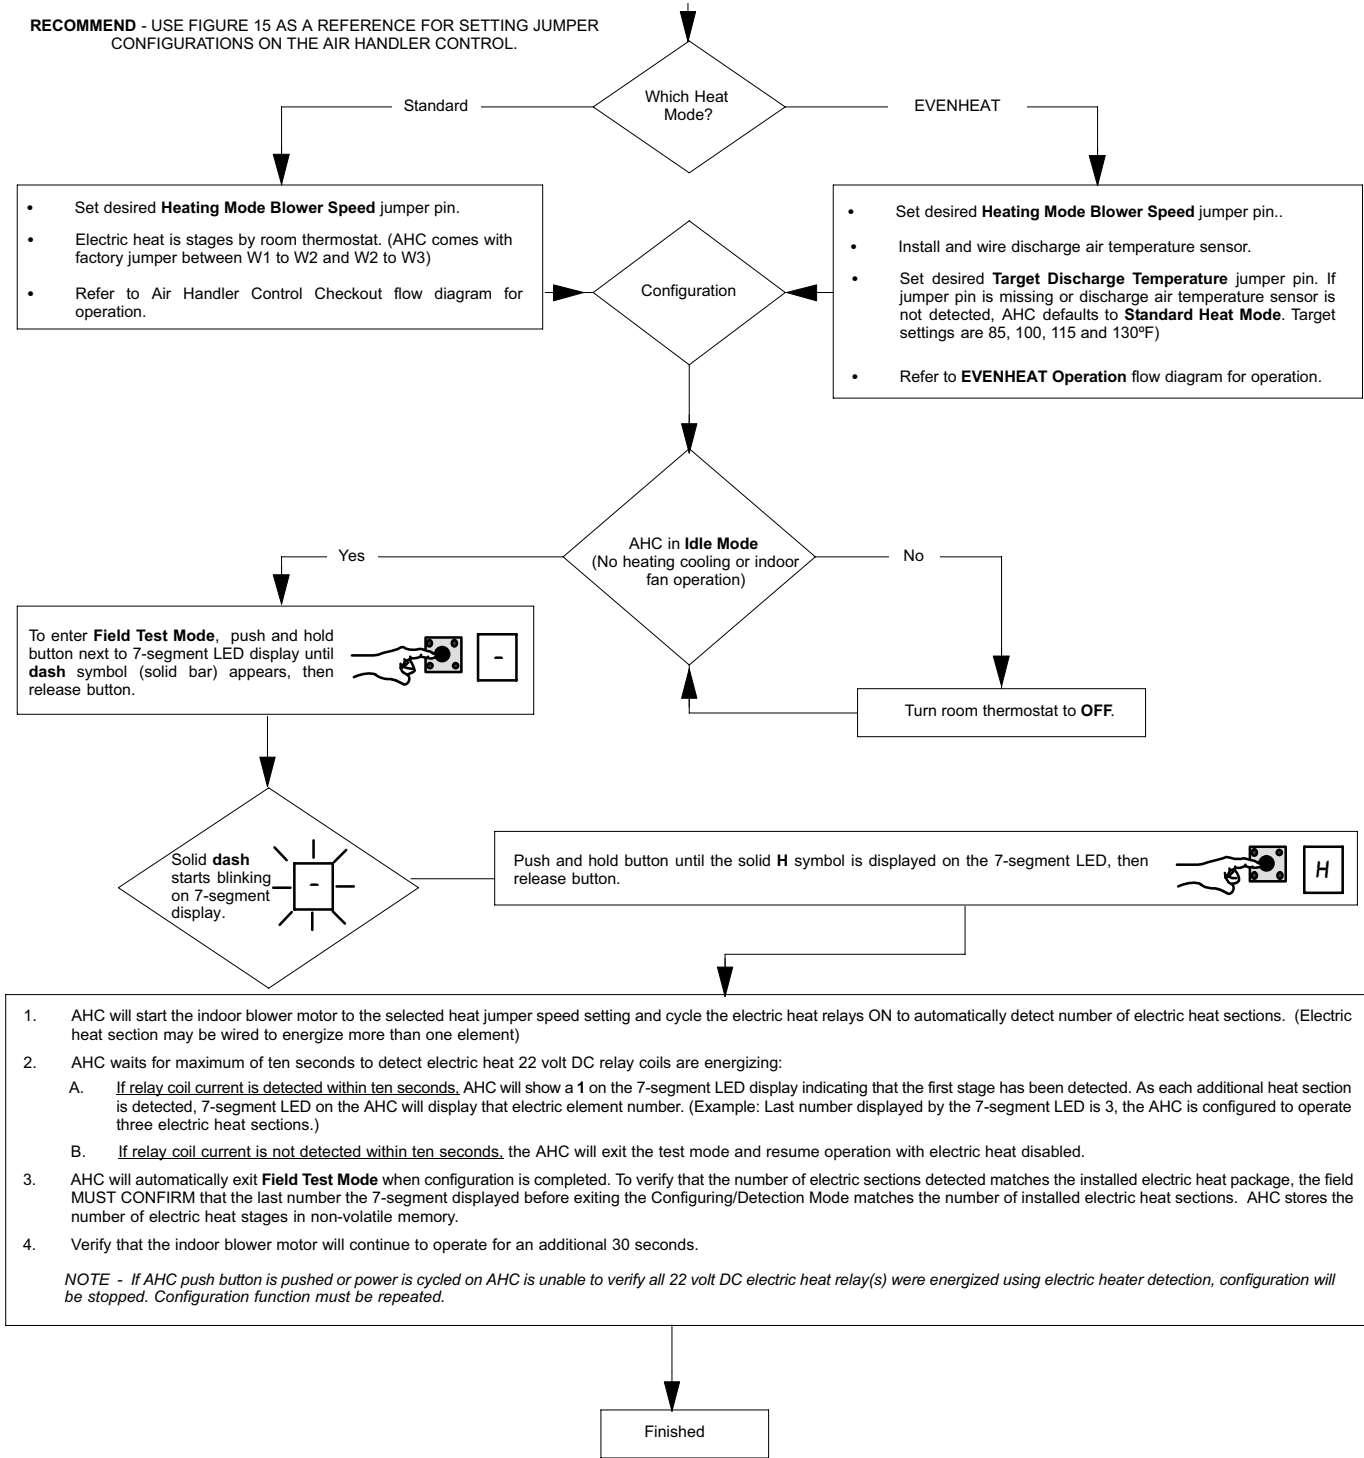 RECOMMEND - USE FIGURE 15 AS A REFERENCE FOR SETTING JUMPER
CONFIGURATIONS ON THE AIR HANDLER CONTROL.
Which Heat
Mode?
Standard
EVENHEAT
• Set desired Heating Mode Blower Speed jumper pin.
• Electric heat is stages by room thermostat. (AHC comes with
factory jumper between W1 to W2 and W2 to W3)
• Refer to Air Handler Control Checkout flow diagram for
operation.
Configuration
• Set desired Heating Mode Blower Speed jumper pin..
• Install and wire discharge air temperature sensor.
• Set desired Target Discharge Temperature jumper pin. If
jumper pin is missing or discharge air temperature sensor is
not detected, AHC defaults to Standard Heat Mode. Target
settings are 85, 100, 115 and 130ºF)
• Refer to EVENHEAT Operation flow diagram for operation.
AHC in Idle Mode
(No heating cooling or indoor
fan operation)
Yes
No
To enter Field Test Mode, push and hold
button next to 7-segment LED display until
dash symbol (solid bar) appears, then
release button.
-
Turn room thermostat to OFF.
Solid dash
starts blinking
on 7-segment
display.
-
Push and hold button until the solid H symbol is displayed on the 7-segment LED, then
release button.
H
1. AHC will start the indoor blower motor to the selected heat jumper speed setting and cycle the electric heat relays ON to automatically detect number of electric heat sections. (Electric
heat section may be wired to energize more than one element)
2. AHC waits for maximum of ten seconds to detect electric heat 22 volt DC relay coils are energizing:
A. If relay coil current is detected within ten seconds, AHC will show a 1 on the 7-segment LED display indicating that the first stage has been detected. As each additional heat section
is detected, 7-segment LED on the AHC will display that electric element number. (Example: Last number displayed by the 7-segment LED is 3, the AHC is configured to operate
three electric heat sections.)
B. If relay coil current is not detected within ten seconds, the AHC will exit the test mode and resume operation with electric heat disabled.
3. AHC will automatically exit Field Test Mode when configuration is completed. To verify that the number of electric sections detected matches the installed electric heat package, the field
MUST CONFIRM that the last number the 7-segment displayed before exiting the Configuring/Detection Mode matches the number of installed electric heat sections. AHC stores the
number of electric heat stages in non-volatile memory.
4. Verify that the indoor blower motor will continue to operate for an additional 30 seconds.
NOTE - If AHC push button is pushed or power is cycled on AHC is unable to verify all 22 volt DC electric heat relay(s) were energized using electric heater detection, configuration will
be stopped. Configuration function must be repeated.
Finished